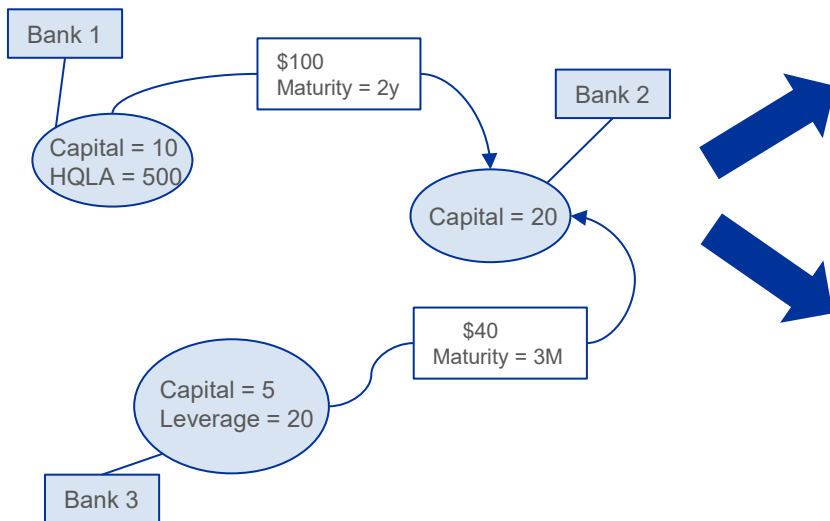 Bank 1
$100
Maturity = 2y
Bank 2
Capital = 10
HQLA = 500
Capital = 20
$40
Maturity = 3M
Capital = 5
Leverage = 20
Bank 3